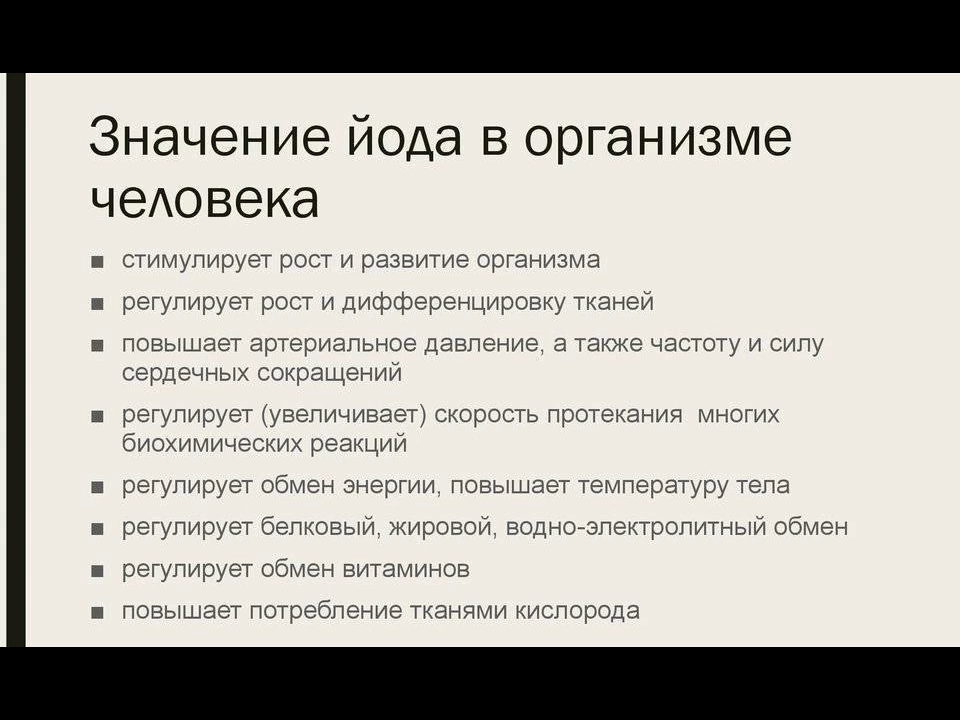 Значение йода в организме
человека
■ стимулирует рост и развитие организма
■ регулирует рост и дифференцировку тканей
■ повышает артериальное давление, а также частоту и силу
сердечных сокращений
■ регулирует (увеличивает) скорость протекания многих
биохимических реакций
■ регулирует обмен энергии, повышает температуру тела
■ регулирует белковый, жировой, водно-электролитный обмен
■ регулирует обмен витаминов
■ повышает потребление тканями кислорода